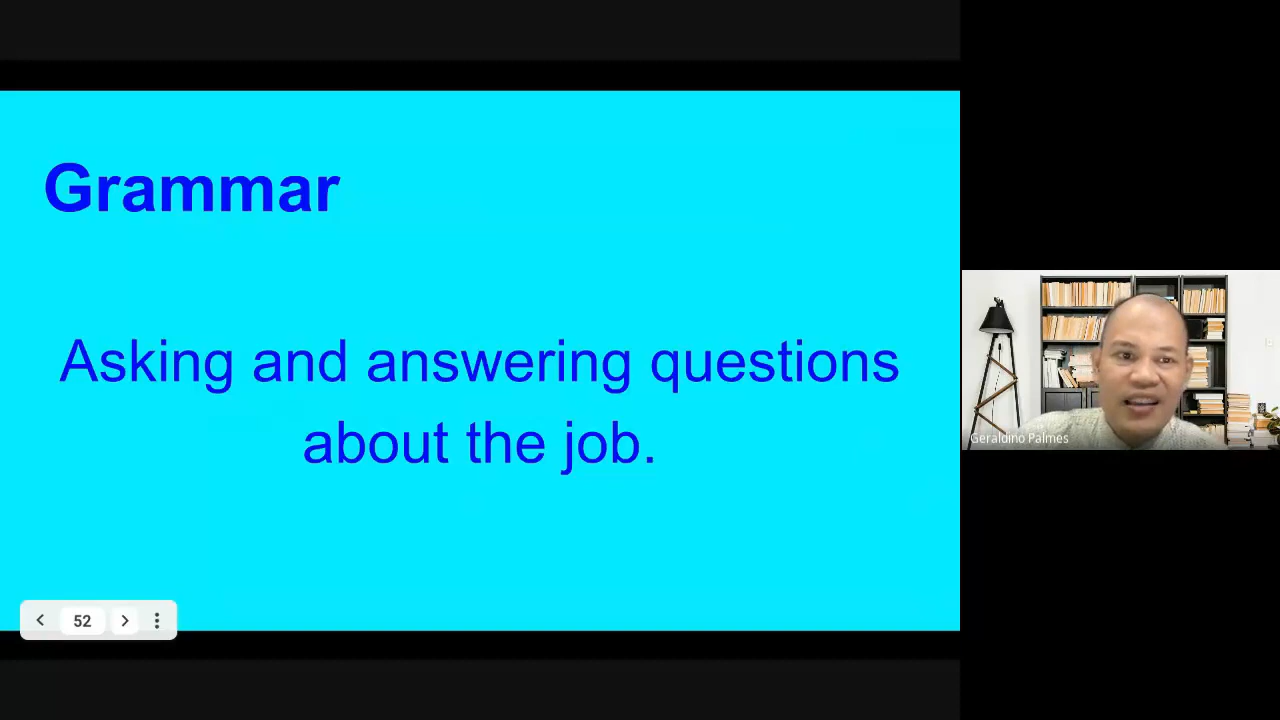 Grammar
Asking and answering questions
about the job.
52
Geraldino Palmes